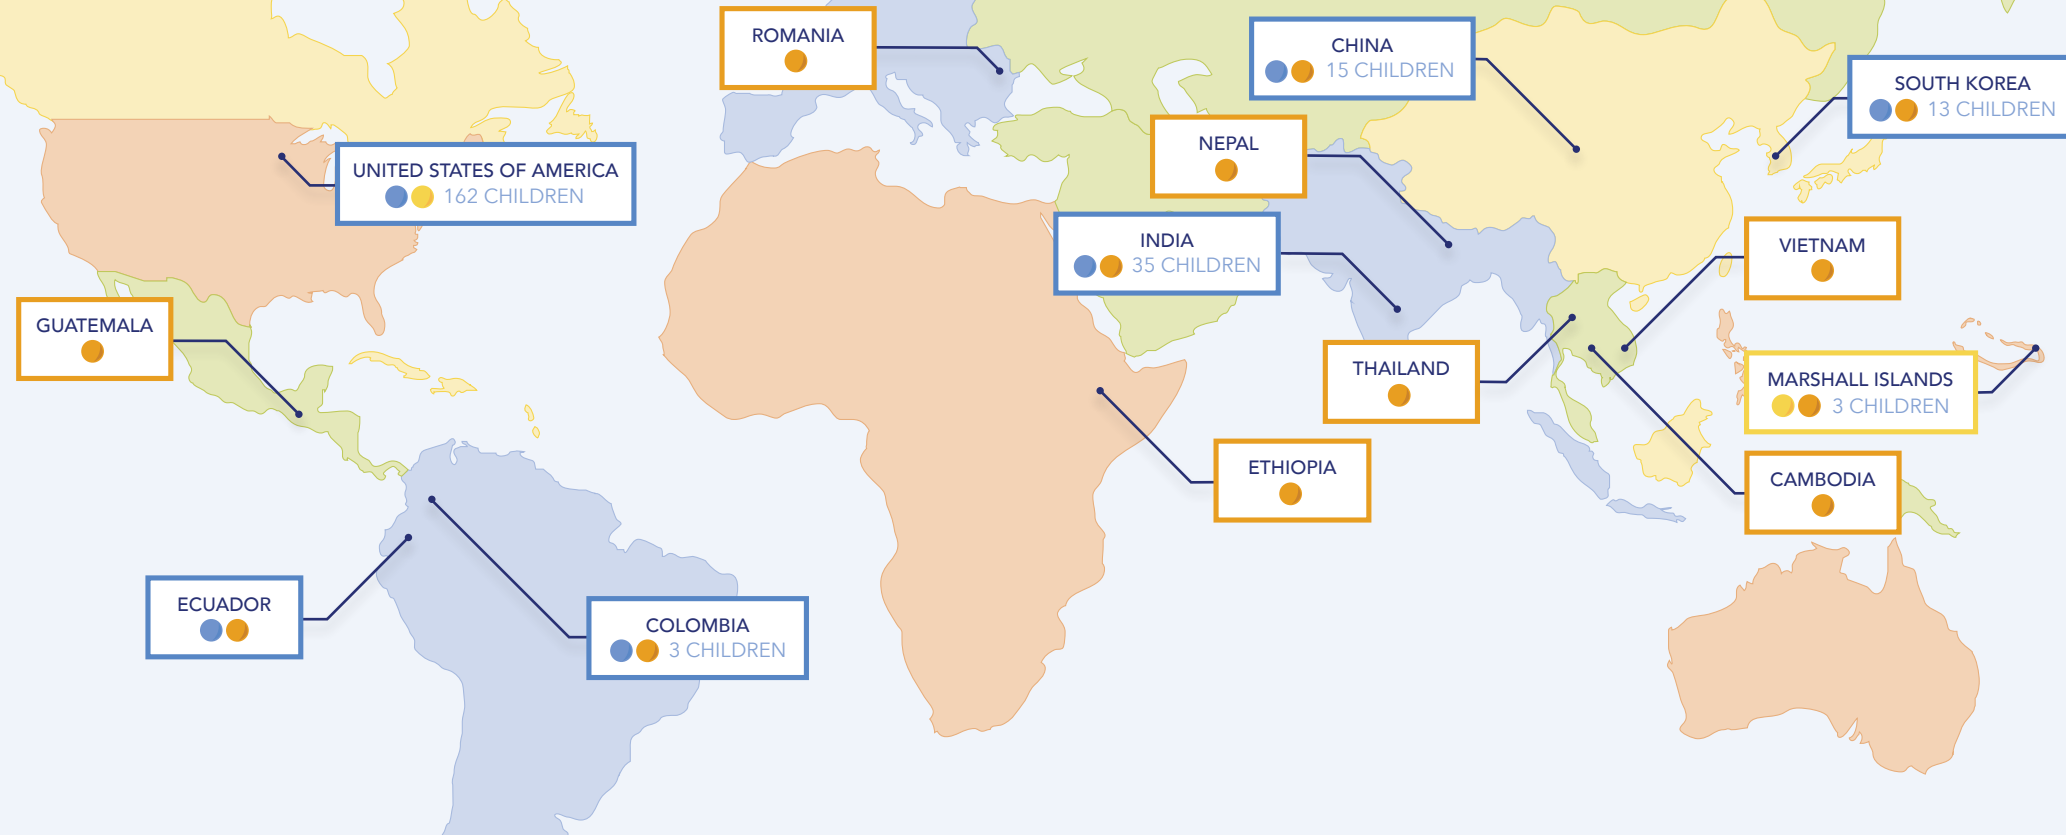 ROMANIA
CHINA
15 CHILDREN
SOUTH KOREA
13 CHILDREN
NEPAL
UNITED STATES OF AMERICA
162 CHILDREN
INDIA
35 CHILDREN
VIETNAM
GUATEMALA
THAILAND
MARSHALL ISLANDS
3 CHILDREN
ETHIOPIA
CAMBODIA
ECUADOR
COLOMBIA
3 CHILDREN